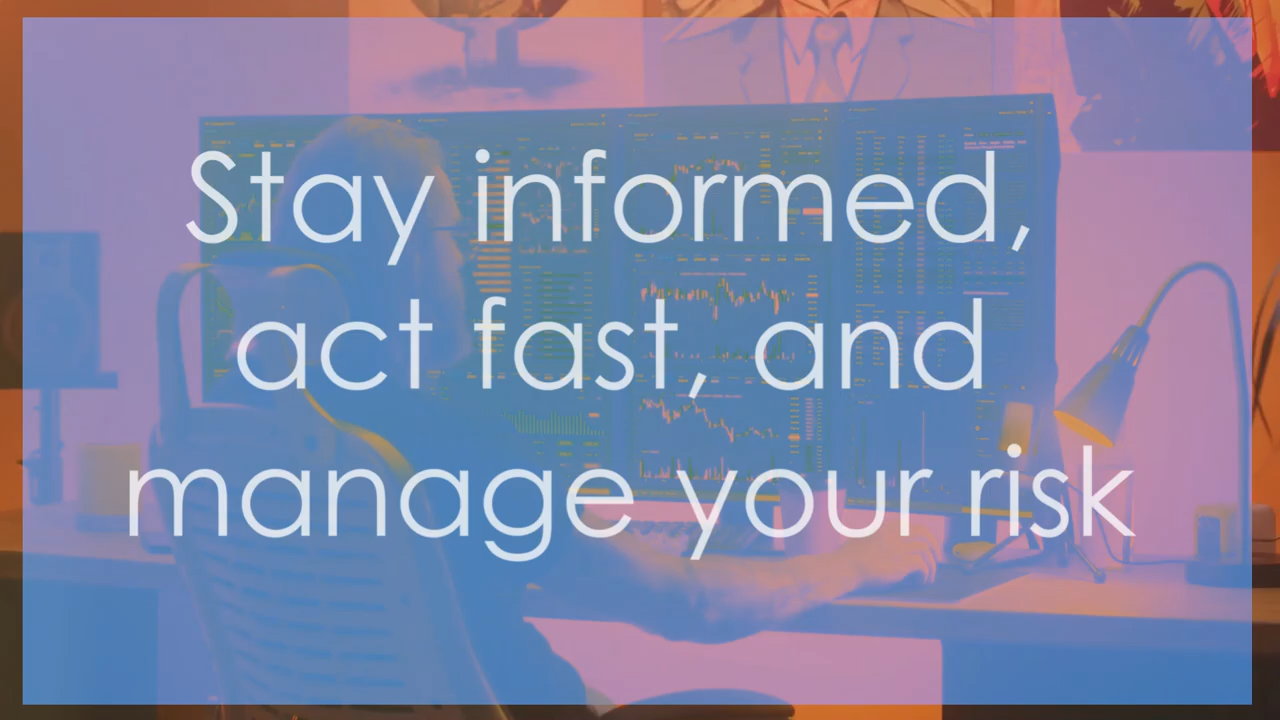 Stay informed,
act fast, and
manage your risk